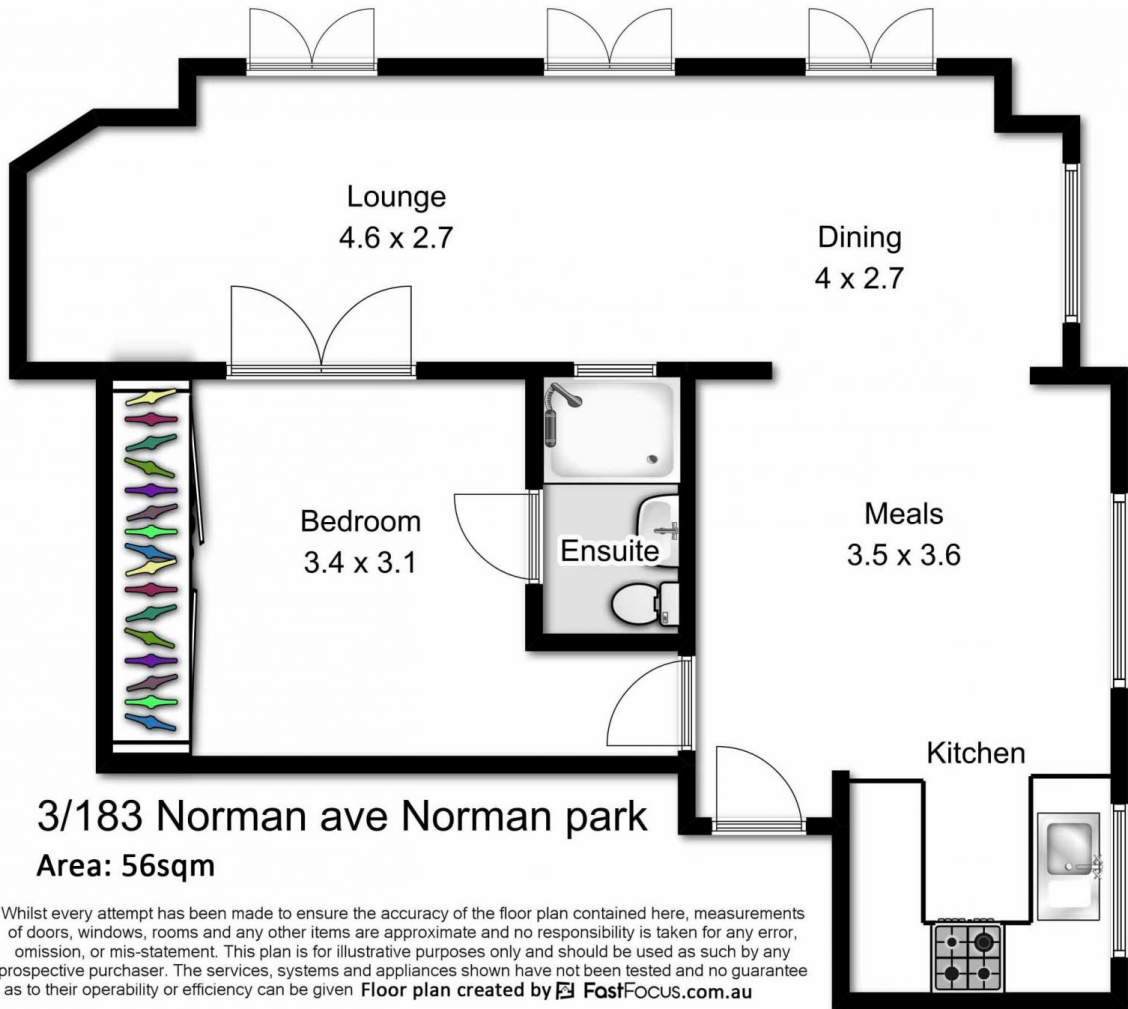 Lounge
4.6 x 2.7
Dining
4 x 2.7
Bedroom
3.4 x 3.1
Ensuite
Meals
3.5 x 3.6
Kitchen
3/183 Norman ave Norman park
Area: 56sqm
Whilst every attempt has been made to ensure the accuracy of the floor plan contained here, measurements
of doors, windows, rooms and any other items are approximate and no responsibility is taken for any error,
omission, or mis-statement. This plan is for illustrative purposes only and should be used as such by any
prospective purchaser. The services, systems and appliances shown have not been tested and no guarantee
as to their operability or efficiency can be given Floor plan created by FastFocus.com.au